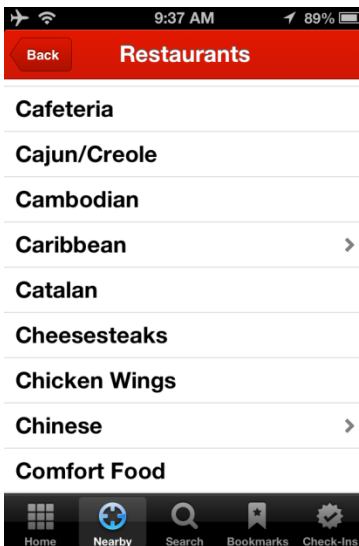 9:37 AM 89%
Back Restaurants
Cafeteria
Cajun/Creole
Cambodian
Caribbean
Catalan
Cheesesteaks
Chicken Wings
Chinese
Comfort Food
Home Nearby Search Bookmarks Check-Ins